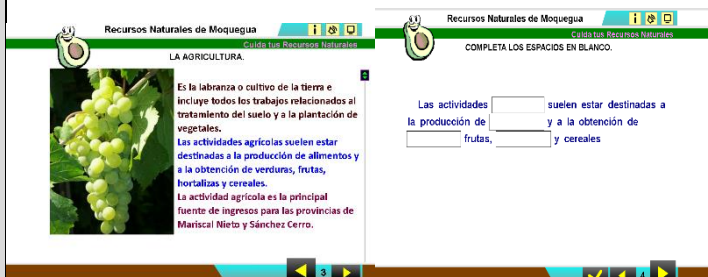 Recursos Naturales de Moquegua
Cuida tus Recursos Naturales
LA AGRICULTURA.
Es la labranza o cultivo de la tierra e
incluye todos los trabajos relacionados al
tratamiento del suelo y a la plantación de
vegetales.
Las actividades agrícolas suelen estar
destinadas a la producción de alimentos y
a la obtención de verduras, frutas,
hortalizas y cereales.
La actividad agrícola es la principal
fuente de ingresos para las provincias de
Mariscal Nieto y Sánchez Cerro.
3
Recursos Naturales de Moquegua
Cuida tus Recursos Naturales
COMPLETA LOS ESPACIOS EN BLANCO.
Las actividades suelen estar destinadas a
la producción de y a la obtención de
frutas, y cereales
4